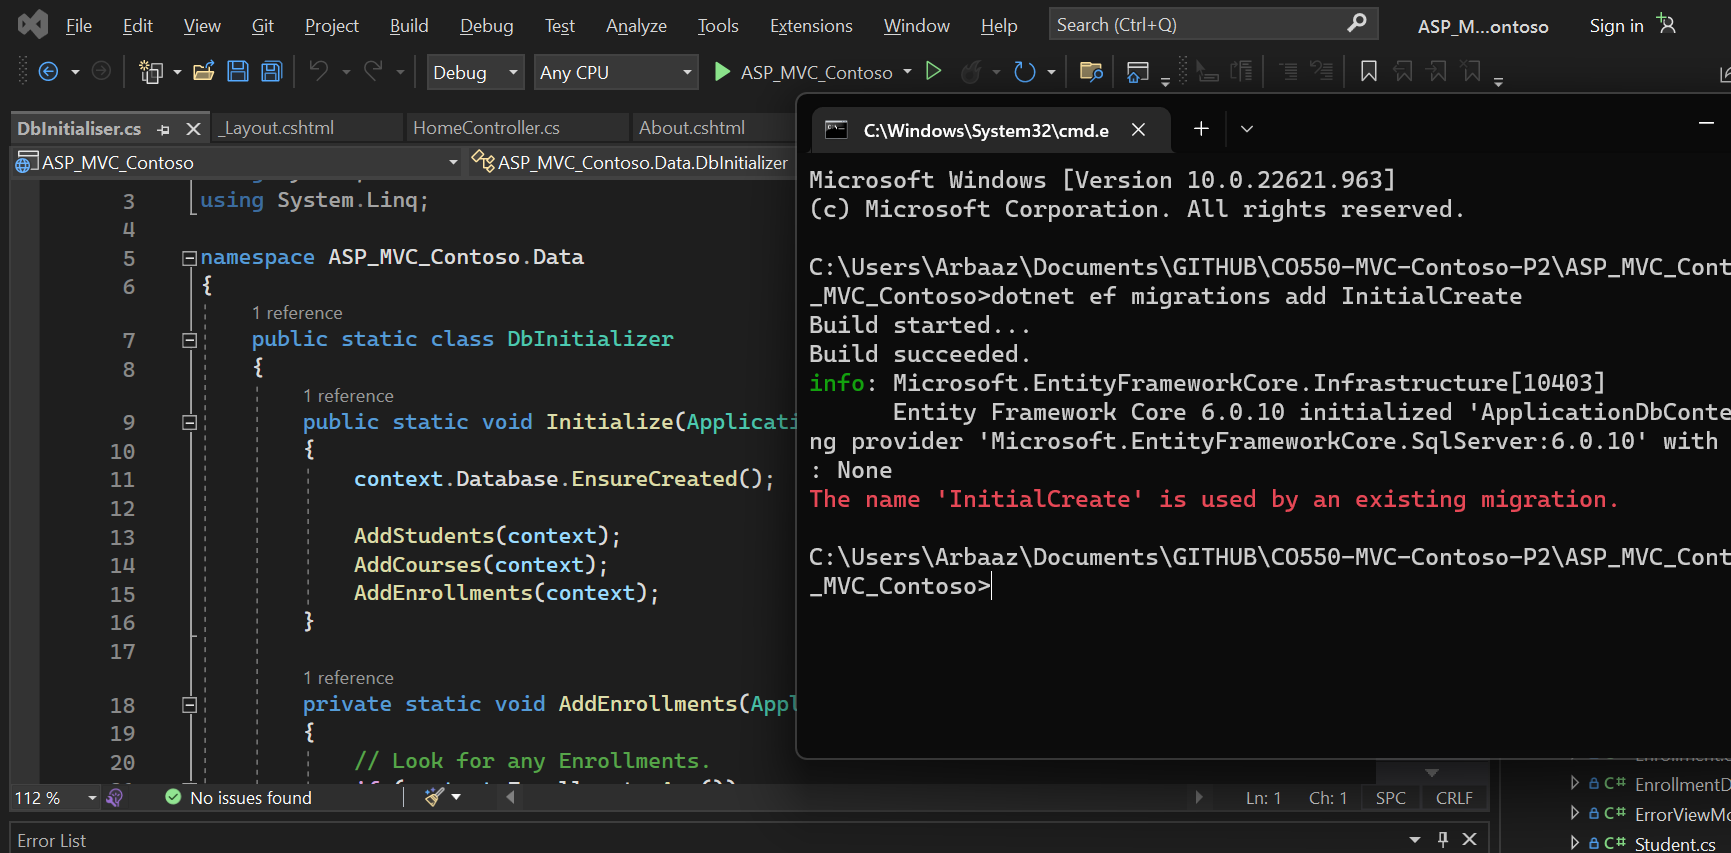 File Edit View Git Project Build Debug Test Analyze Tools Extensions Window Help Search (Ctrl+Q) ASP_M...ontoso Sign in
Debug Any CPU ASP_MVC_Contoso
DbInitialiser.cs _Layout.cshtml HomeController.cs About.cshtml
ASP_MVC_Contoso ASP_MVC_Contoso.Data.DbInitializer
3 using System.Linq;
4
5 namespace ASP_MVC_Contoso.Data
6 {
1 reference
7 public static class DbInitializer
8 {
1 reference
9 public static void Initialize(Applicati
10 {
11 context.Database.EnsureCreated();
12
13 AddStudents(context);
14 AddCourses(context);
15 AddEnrollments(context);
16 }
17
1 reference
18 private static void AddEnrollments(Appl
19 {
20 // Look for any Enrollments.
112 % No issues found Ln: 1 Ch: 1 SPC CRLF
Error List
C:\Windows\System32\cmd.e
Microsoft Windows [Version 10.0.22621.963]
(c) Microsoft Corporation. All rights reserved.
C:\Users\Arbaaz\Documents\GITHUB\CO550-MVC-Contoso-P2\ASP_MVC_Cont
_MVC_Contoso>dotnet ef migrations add InitialCreate
Build started...
Build succeeded.
info: Microsoft.EntityFrameworkCore.Infrastructure[10403]
Entity Framework Core 6.0.10 initialized 'ApplicationDbConte
ng provider 'Microsoft.EntityFrameworkCore.SqlServer:6.0.10' with
: None
The name 'InitialCreate' is used by an existing migration.
C:\Users\Arbaaz\Documents\GITHUB\CO550-MVC-Contoso-P2\ASP_MVC_Cont
_MVC_Contoso>
C# EnrollmentD
C# ErrorViewMo
C# Student.cs